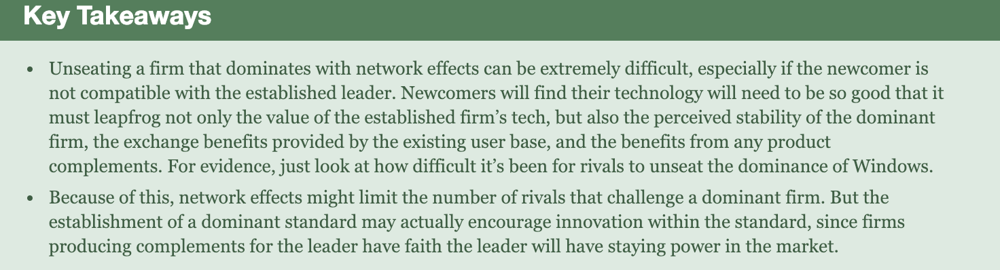 Key Takeaways
• Unseating a firm that dominates with network effects can be extremely difficult, especially if the newcomer is
not compatible with the established leader. Newcomers will find their technology will need to be so good that it
must leapfrog not only the value of the established firm’s tech, but also the perceived stability of the dominant
firm, the exchange benefits provided by the existing user base, and the benefits from any product
complements. For evidence, just look at how difficult it’s been for rivals to unseat the dominance of Windows.
• Because of this, network effects might limit the number of rivals that challenge a dominant firm. But the
establishment of a dominant standard may actually encourage innovation within the standard, since firms
producing complements for the leader have faith the leader will have staying power in the market.